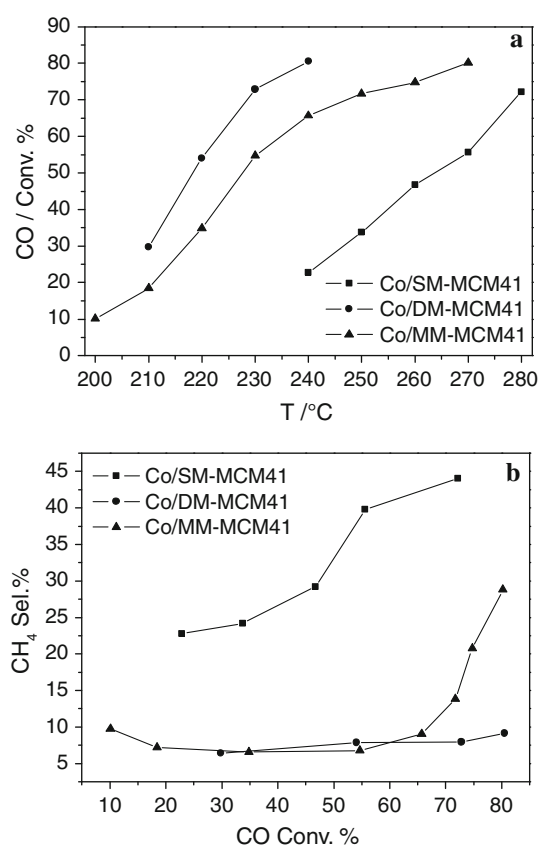 a
90
80
70
60
50
40
30
20
10
0
CO / Conv. %
200 210 220 230 240 250 260 270 280
T /°C
Co/SM-MCM41
Co/DM-MCM41
Co/MM-MCM41
b
45
40
35
30
25
20
15
10
5
CH₄ Sel.%
Co/SM-MCM41
Co/DM-MCM41
Co/MM-MCM41
10 20 30 40 50 60 70 80
CO Conv. %